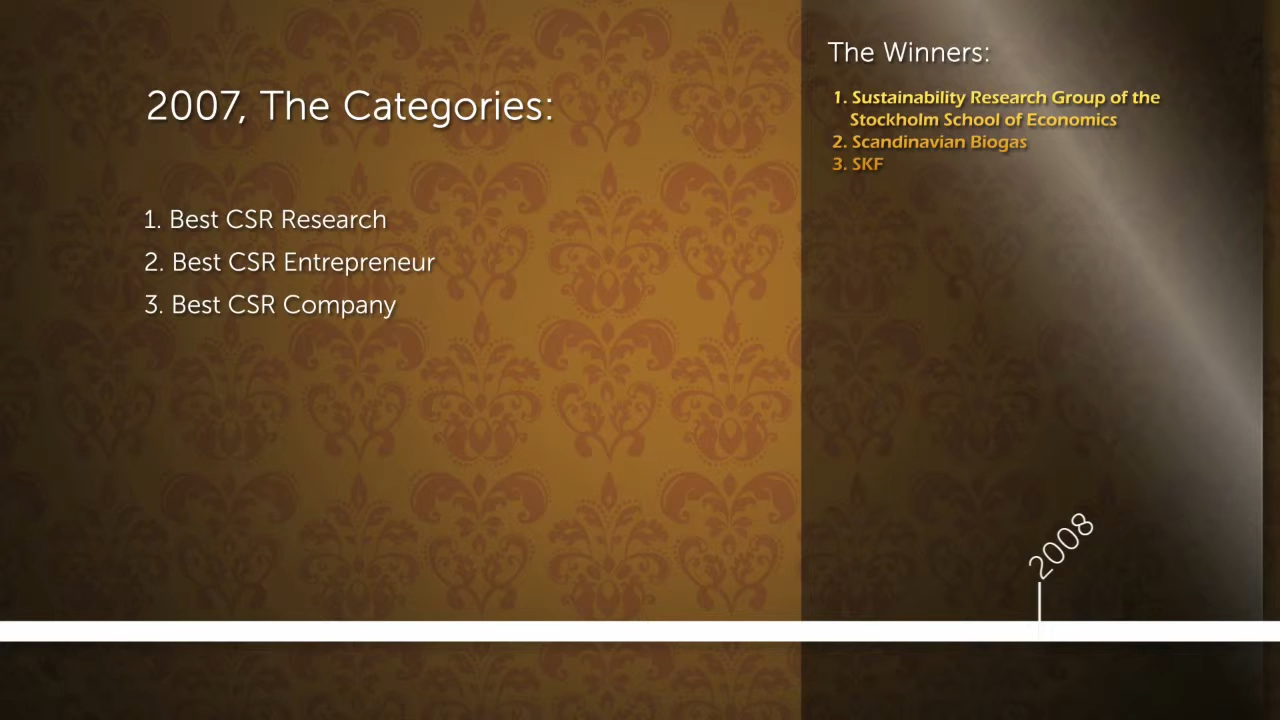 2007, The Categories:
1. Best CSR Research
2. Best CSR Entrepreneur
3. Best CSR Company
The Winners:
1. Sustainability Research Group of the
Stockholm School of Economics
2. Scandinavian Biogas
3. SKF
2008